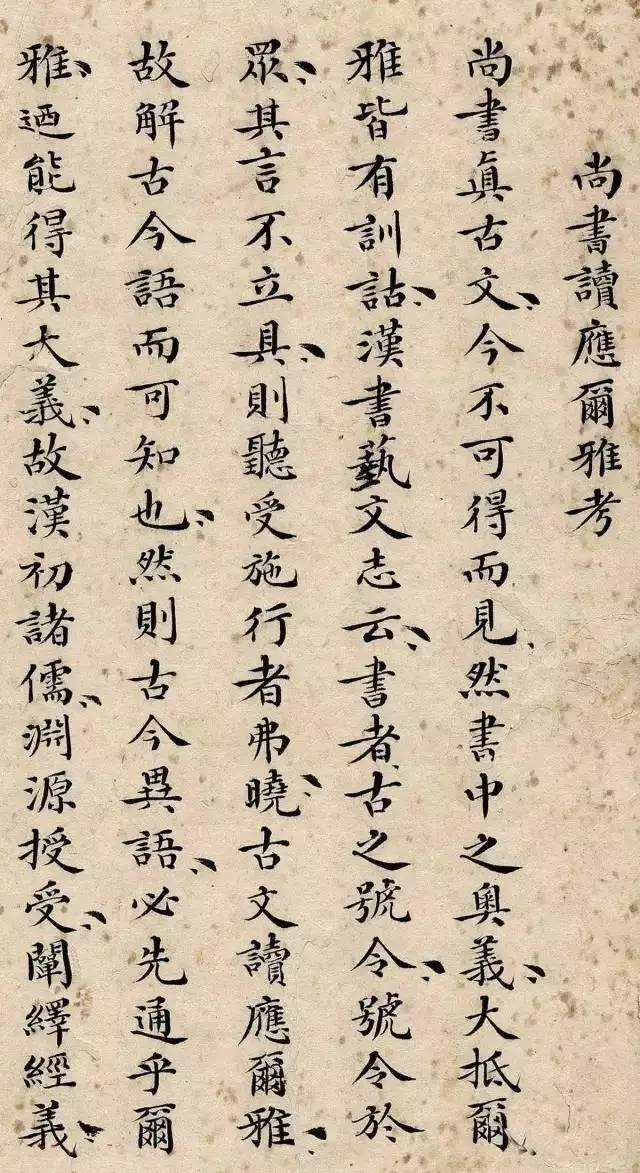 尚書讀應爾雅考
尚書眞古文、今不可得而見、然書中之奧義、大抵爾
雅皆有訓詁、漢書藝文志云、書者古之號令、號令於
眾、其言不立具、則聽受施行者弗曉、古文讀應爾雅、
故解古今語而可知也、然則古今異語、必先通乎爾
雅、迺能得其大義、故漢初諸儒、淵源授受、闡繹經義、